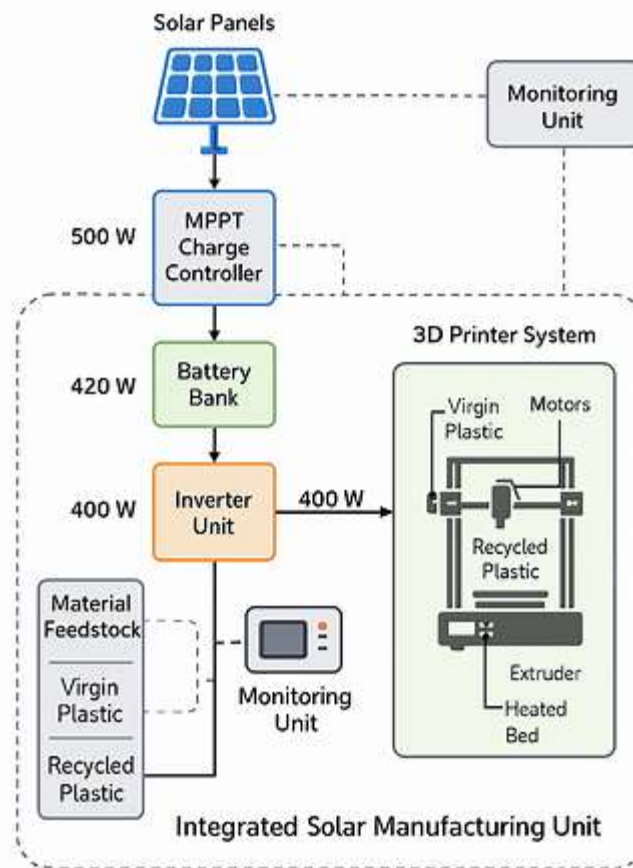 Solar Panels
Monitoring
Unit
500 W
MPPT
Charge
Controller
3D Printer System
420 W
Battery
Bank
Virgin
Plastic
Motors
400 W
Inverter
Unit
400 W
Recycled
Plastic
Material
Feedstock
Virgin
Plastic
Recycled
Plastic
Monitoring
Unit
Extruder
Heated
Bed
Integrated Solar Manufacturing Unit